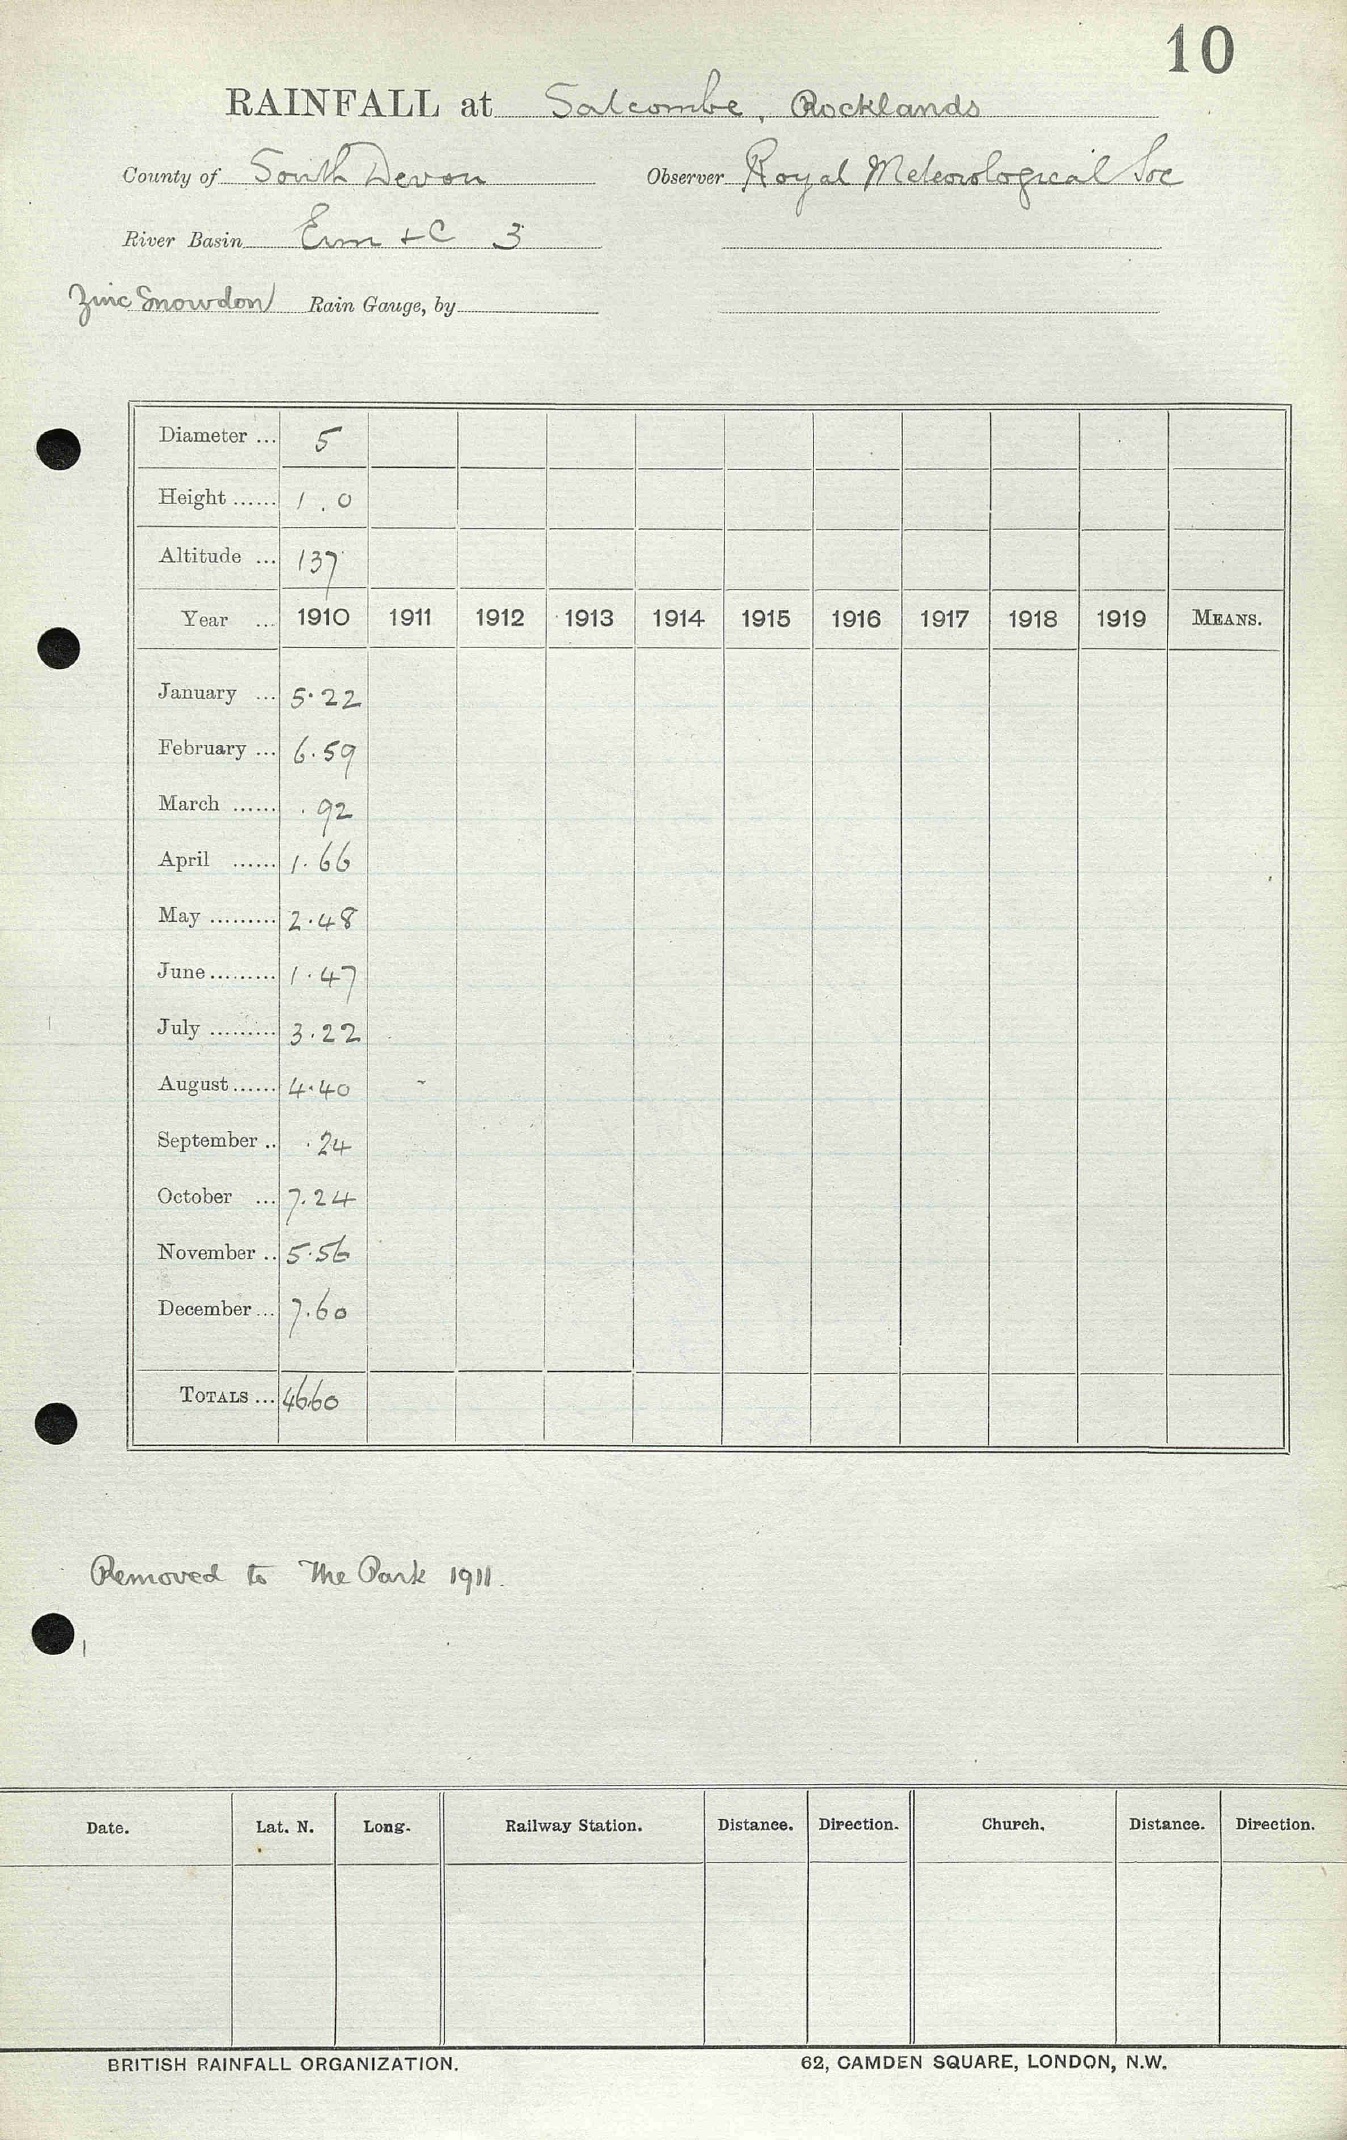 10
RAINFALL at Salcombe, Rocklands
County of South Devon Observer Royal Meteorological Soc
River Basin Erm + C 3
Zinc Snowdon Rain Gauge, by
Diameter ... 5
Height ...... 1.0
Altitude ... 137
Year ... 1910 1911 1912 1913 1914 1915 1916 1917 1918 1919 MEANS.
January ... 5.22
February ... 6.59
March ...... .92
April ...... 1.66
May ......... 2.48
June ......... 1.47
July ......... 3.22
August ...... 4.40
September .. .24
October ... 7.24
November .. 5.56
December ... 7.60
TOTALS ... 46.60
Removed to The Park 1911.
Date. Lat. N. Long. Railway Station. Distance. Direction. Church. Distance. Direction.
BRITISH RAINFALL ORGANIZATION. 62, CAMDEN SQUARE, LONDON, N.W.